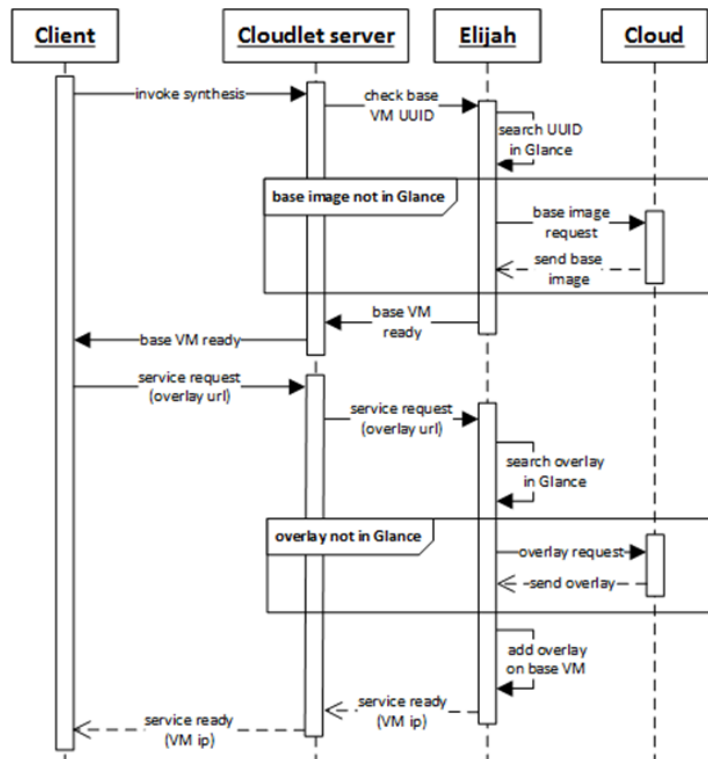 Client
Cloudlet server
Elijah
Cloud
invoke synthesis
check base
VM UUID
search UUID
in Glance
base image not in Glance
base image
request
send base
image
base VM
ready
base VM ready
service request
(overlay url)
service request
(overlay url)
search overlay
in Glance
overlay not in Glance
overlay request
send overlay
add overlay
on base VM
service ready
(VM ip)
service ready
(VM ip)